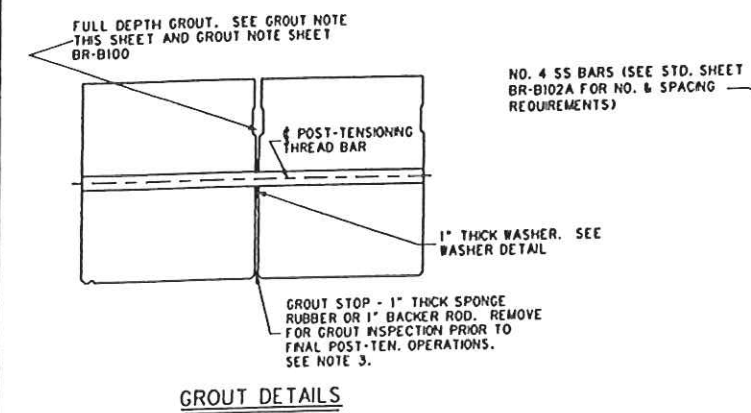 FULL DEPTH GROUT. SEE GROUT NOTE
THIS SHEET AND GROUT NOTE SHEET
BR-B100
NO. 4 SS BARS (SEE STD. SHEET
BR-B102A FOR NO. & SPACING
REQUIREMENTS)
℄ POST-TENSIONING
THREAD BAR
1" THICK WASHER. SEE
WASHER DETAIL
GROUT STOP - 1" THICK SPONGE
RUBBER OR 1" BACKER ROD. REMOVE
FOR GROUT INSPECTION PRIOR TO
FINAL POST-TEN. OPERATIONS.
SEE NOTE 3.
GROUT DETAILS